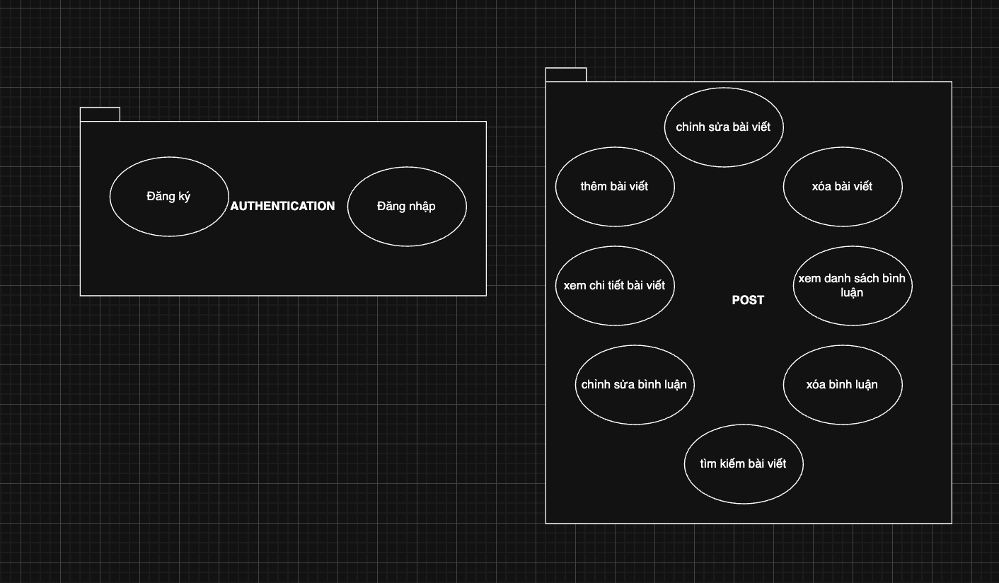 Đăng ký
AUTHENTICATION
Đăng nhập
chỉnh sửa bài viết
thêm bài viết
xóa bài viết
xem chi tiết bài viết
xem danh sách bình
luận
POST
chỉnh sửa bình luận
xóa bình luận
tìm kiếm bài viết